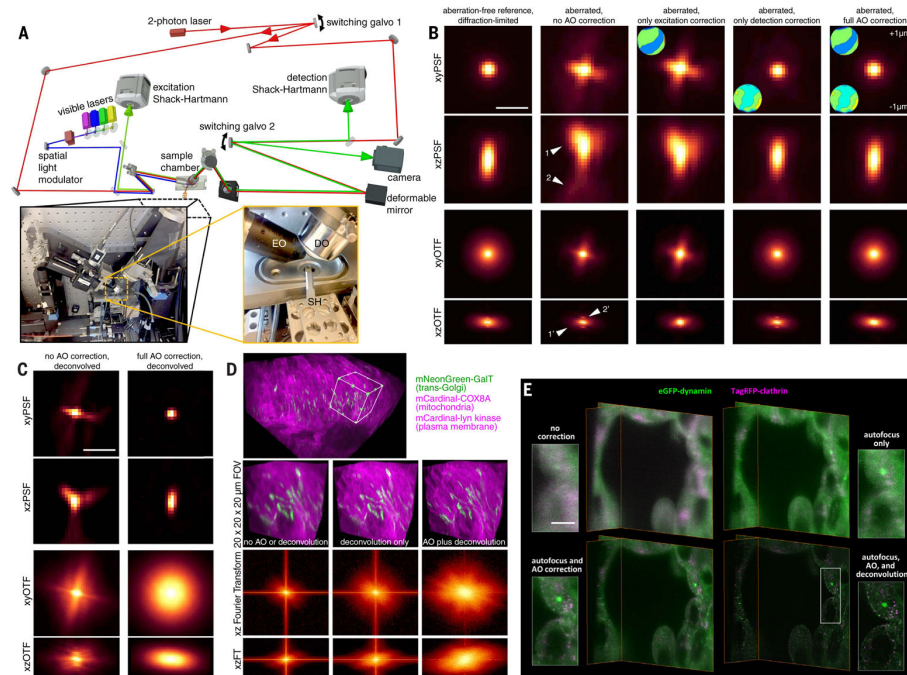 A
2-photon laser
switching galvo 1
excitation
Shack-Hartmann
detection
Shack-Hartmann
visible lasers
switching galvo 2
spatial
light
modulator
sample
chamber
camera
deformable
mirror
EO
DO
SH
B
aberration-free reference,
diffraction-limited
aberrated,
no AO correction
aberrated,
only excitation correction
aberrated,
only detection correction
aberrated,
full AO correction
xyPSF
+1μm
-1μm
xzPSF
1
2
xyOTF
xzOTF
1'
2'
C
no AO correction,
deconvolved
full AO correction,
deconvolved
xyPSF
xzPSF
xyOTF
xzOTF
D
mNeonGreen-GalT
(trans-Golgi)
mCardinal-COX8A
(mitochondria)
mCardinal-lyn kinase
(plasma membrane)
20 x 20 x 20 μm FOV
no AO or deconvolution
deconvolution only
AO plus deconvolution
xz Fourier Transform
xzFT
E
eGFP-dynamin
TagRFP-clathrin
no
correction
autofocus
only
autofocus and
AO correction
autofocus,
AO, and
deconvolution